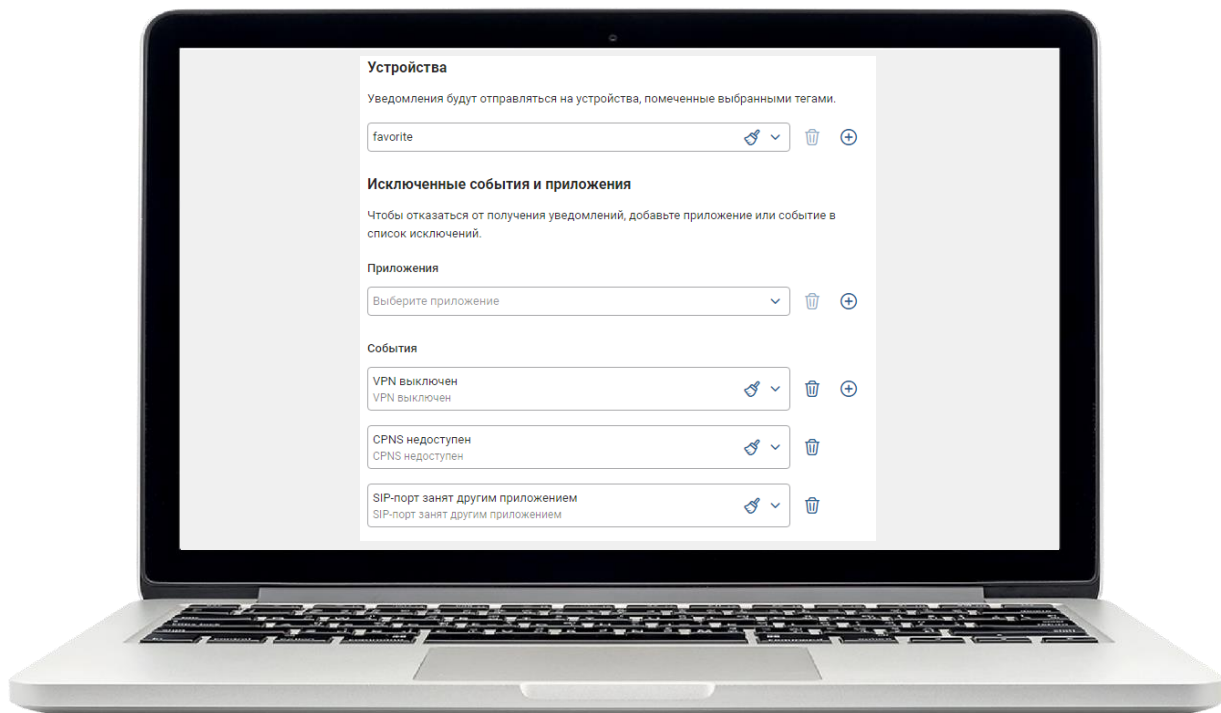 Устройства
Уведомления будут отправляться на устройства, помеченные выбранными тегами.
favorite
Исключенные события и приложения
Чтобы отказаться от получения уведомлений, добавьте приложение или событие в
список исключений.
Приложения
Выберите приложение
События
VPN выключен
VPN выключен
CPNS недоступен
CPNS недоступен
SIP-порт занят другим приложением
SIP-порт занят другим приложением